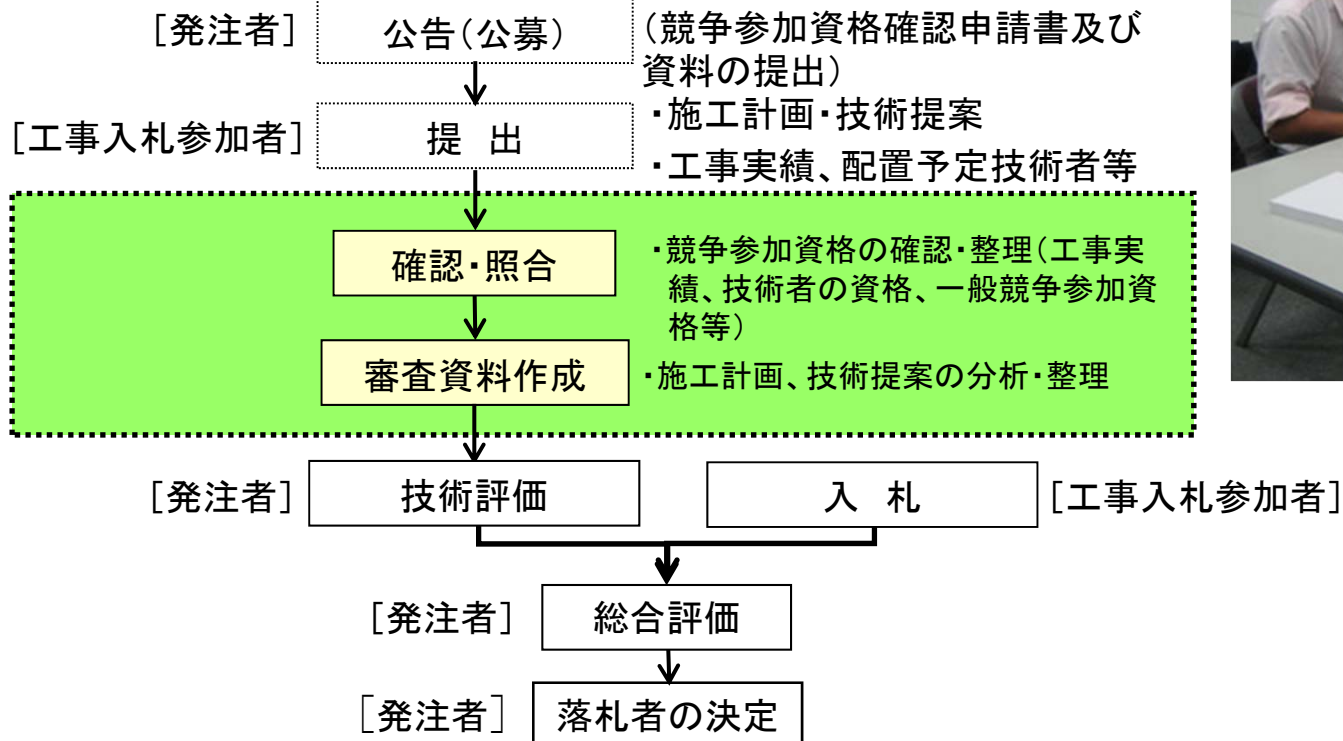 [発注者]
公告(公募)
(競争参加資格確認申請書及び
資料の提出)
・施工計画・技術提案
・工事実績、配置予定技術者等
[工事入札参加者]
提 出
確認・照合
・競争参加資格の確認・整理(工事実
績、技術者の資格、一般競争参加資
格等)
審査資料作成
・施工計画、技術提案の分析・整理
[発注者]
技術評価
入 札
[工事入札参加者]
[発注者]
総合評価
[発注者]
落札者の決定